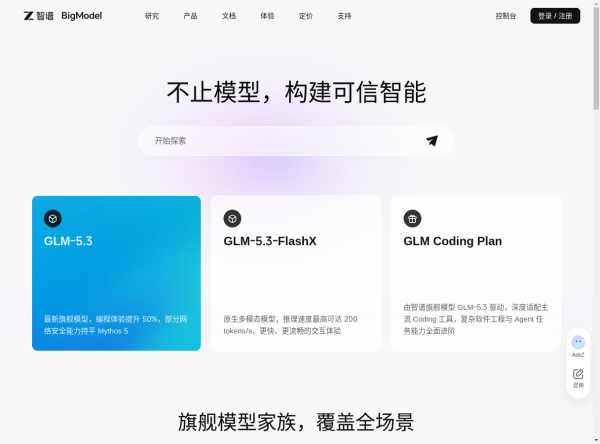 智谱 BigModel 研究 产品 文档 体验 定价 支持 控制台 登录 / 注册
不止模型，构建可信智能
开始探索
GLM-5.3
最新旗舰模型，编程体验提升 50%，部分网
络安全能力持平 Mythos 5
GLM-5.3-FlashX
原生多模态模型，推理速度最高可达 200
tokens/s，更快、更流畅的交互体验
GLM Coding Plan
由智谱旗舰模型 GLM-5.3 驱动，深度适配主
流 Coding 工具，复杂软件工程与 Agent 任
务能力全面进阶
AskZ
咨询
旗舰模型家族，覆盖全场景